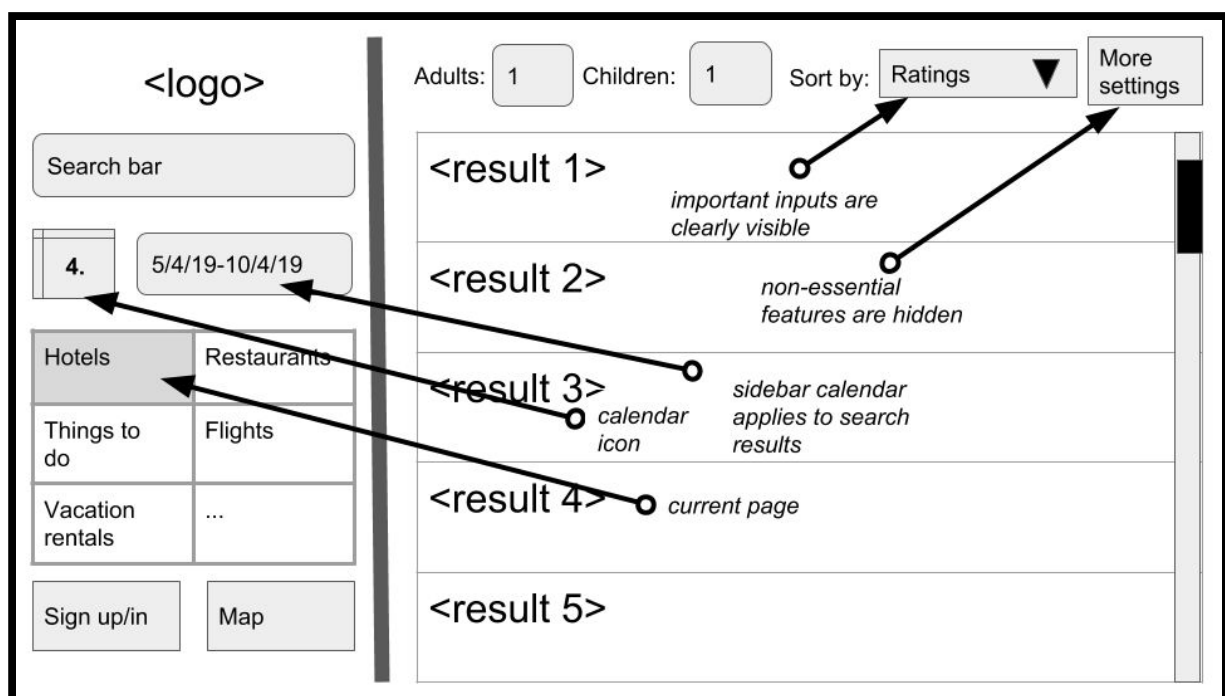 <logo>
Search bar
4.
5/4/19-10/4/19
Hotels
Restaurants
Things to
do
Flights
Vacation
rentals
...
Sign up/in
Map
Adults:
1
Children:
1
Sort by:
Ratings
More
settings
<result 1>
important inputs are
clearly visible
<result 2>
non-essential
features are hidden
<result 3>
calendar
icon
sidebar calendar
applies to search
results
<result 4>
current page
<result 5>